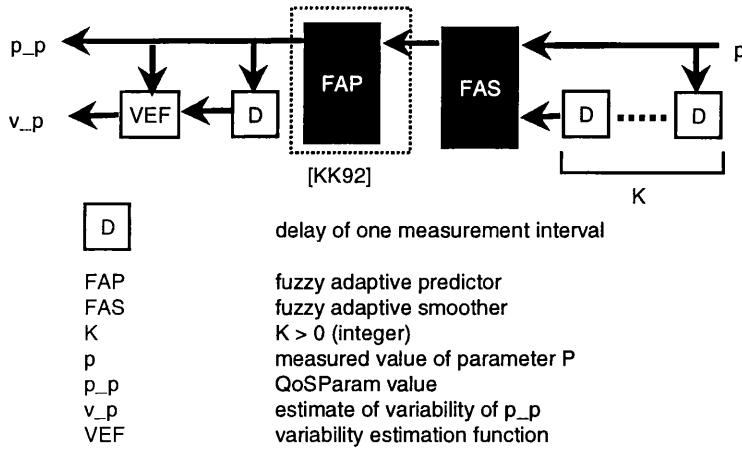 p_p
FAP
FAS
p
v_p
VEF
D
D
D
[KK92]
K
D delay of one measurement interval
FAP fuzzy adaptive predictor
FAS fuzzy adaptive smoother
K K > 0 (integer)
p measured value of parameter P
p_p QoSParam value
v_p estimate of variability of p_p
VEF variability estimation function